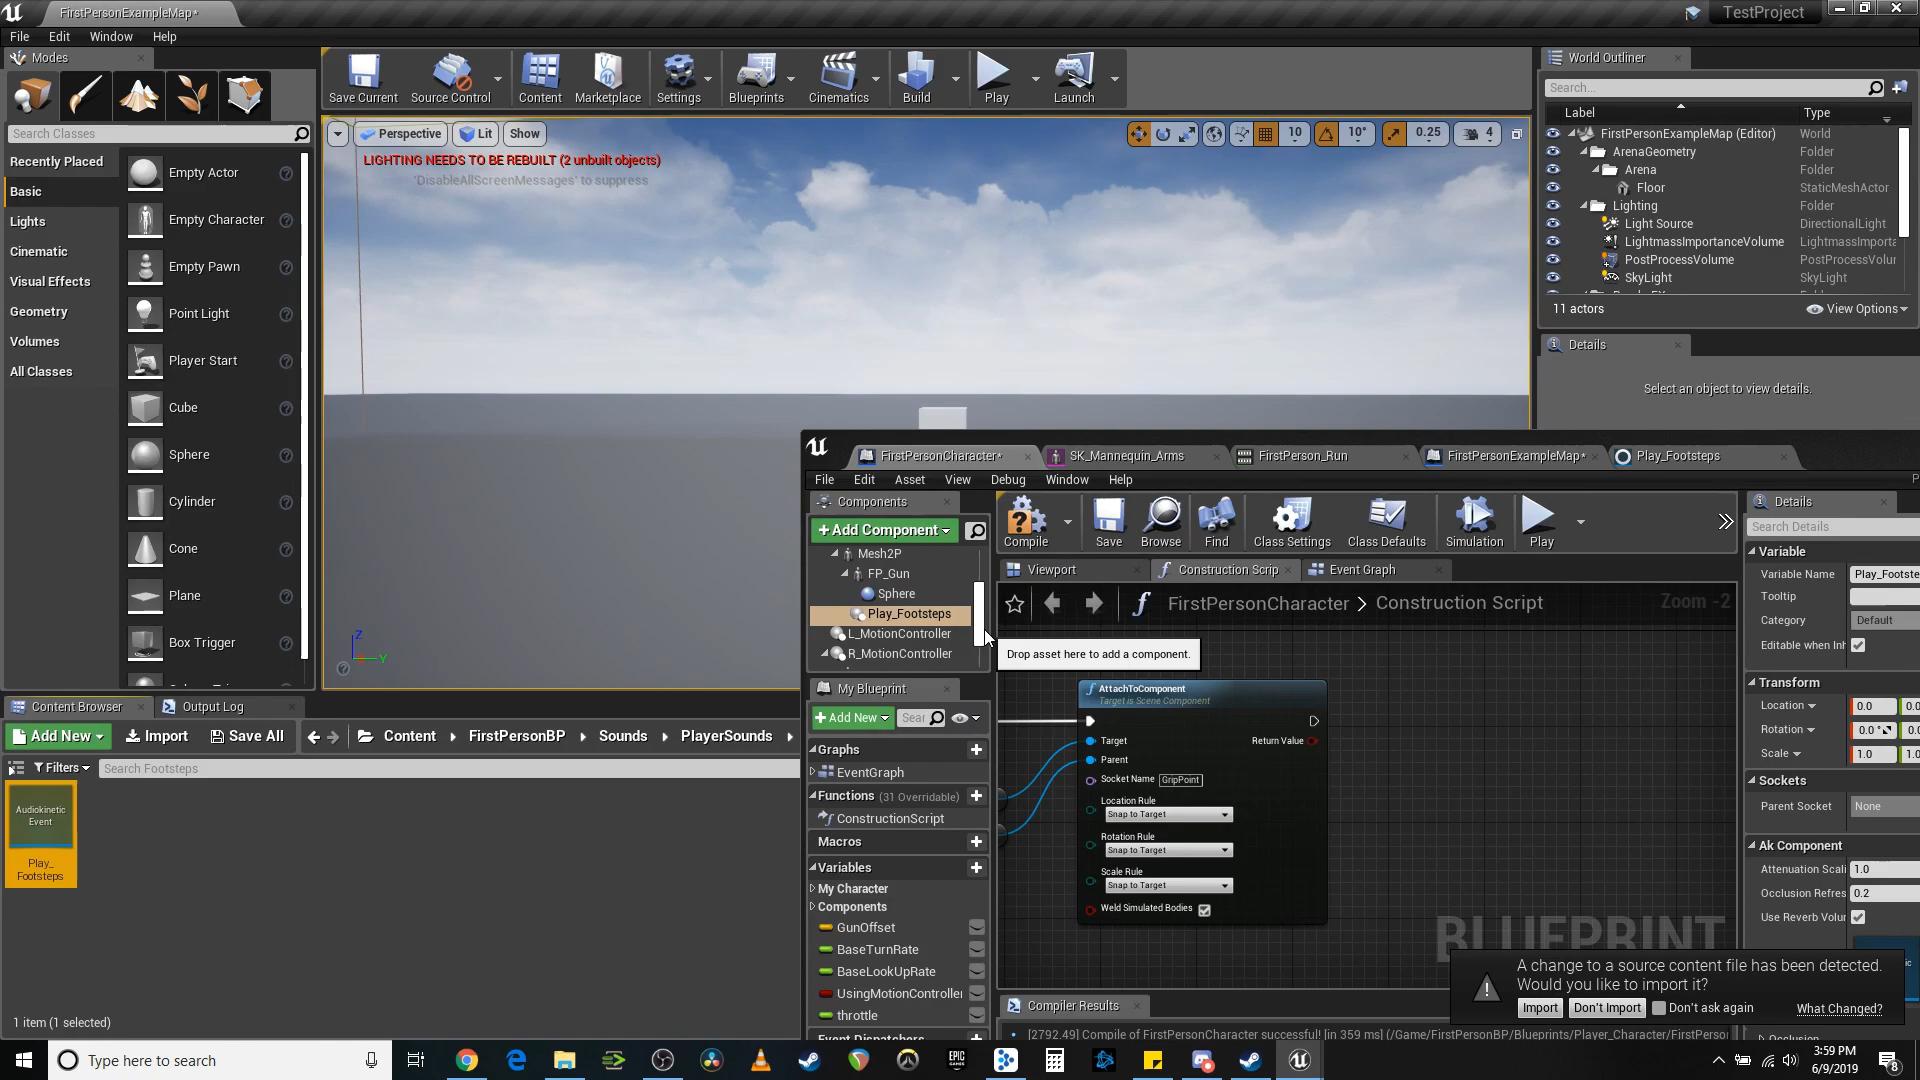 FirstPersonExampleMap*
TestProject
File Edit Window Help
Modes
Search Classes
Recently Placed
Basic
Lights
Cinematic
Visual Effects
Geometry
Volumes
All Classes
Empty Actor
Empty Character
Empty Pawn
Point Light
Player Start
Cube
Sphere
Cylinder
Cone
Plane
Box Trigger
Save Current Source Control Content Marketplace Settings Blueprints Cinematics Build Play Launch
Perspective Lit Show
10 10° 0.25 4
LIGHTING NEEDS TO BE REBUILT (2 unbuilt objects)
'DisableAllScreenMessages' to suppress
Z
Y
World Outliner
Search...
Label Type
FirstPersonExampleMap (Editor) World
ArenaGeometry Folder
Arena Folder
Floor StaticMeshActor
Lighting Folder
Light Source DirectionalLight
LightmassImportanceVolume LightmassImporta
PostProcessVolume PostProcessVolur
SkyLight SkyLight
11 actors View Options
Details
Select an object to view details.
Content Browser Output Log
Add New Import Save All Content FirstPersonBP Sounds PlayerSounds
Filters Search Footsteps
Audiokinetic
Event
Play_
Footsteps
1 item (1 selected)
FirstPersonCharacter* SK_Mannequin_Arms FirstPerson_Run FirstPersonExampleMap* Play_Footsteps
File Edit Asset View Debug Window Help
Components
+Add Component
Mesh2P
FP_Gun
Sphere
Play_Footsteps
L_MotionController
R_MotionController
Drop asset here to add a component.
My Blueprint
+Add New Sear
Graphs
EventGraph
Functions (31 Overridable)
ConstructionScript
Macros
Variables
My Character
Components
GunOffset
BaseTurnRate
BaseLookUpRate
UsingMotionController
throttle
Event Dispatchers
Compile Save Browse Find Class Settings Class Defaults Simulation Play
Viewport Construction Scrip Event Graph
FirstPersonCharacter > Construction Script
Zoom -2
AttachToComponent
Target is Scene Component
Target Return Value
Parent
Socket Name GripPoint
Location Rule
Snap to Target
Rotation Rule
Snap to Target
Scale Rule
Snap to Target
Weld Simulated Bodies
BLUEPRINT
Compiler Results
[2792.49] Compile of FirstPersonCharacter successful! [in 359 ms] (/Game/FirstPersonBP/Blueprints/Player_Character/FirstPerson
Details
Search Details
Variable
Variable Name Play_Footste
Tooltip
Category Default
Editable when Inh
Transform
Location 0.0 0.0
Rotation 0.0 ° 0.0
Scale 1.0 1.0
Sockets
Parent Socket None
Ak Component
Attenuation Scali 1.0
Occlusion Refres 0.2
Use Reverb Volur
A change to a source content file has been detected.
Would you like to import it?
Import Don't Import Don't ask again What Changed?
Type here to search
EPIC
GAMES
3:59 PM
6/9/2019
8